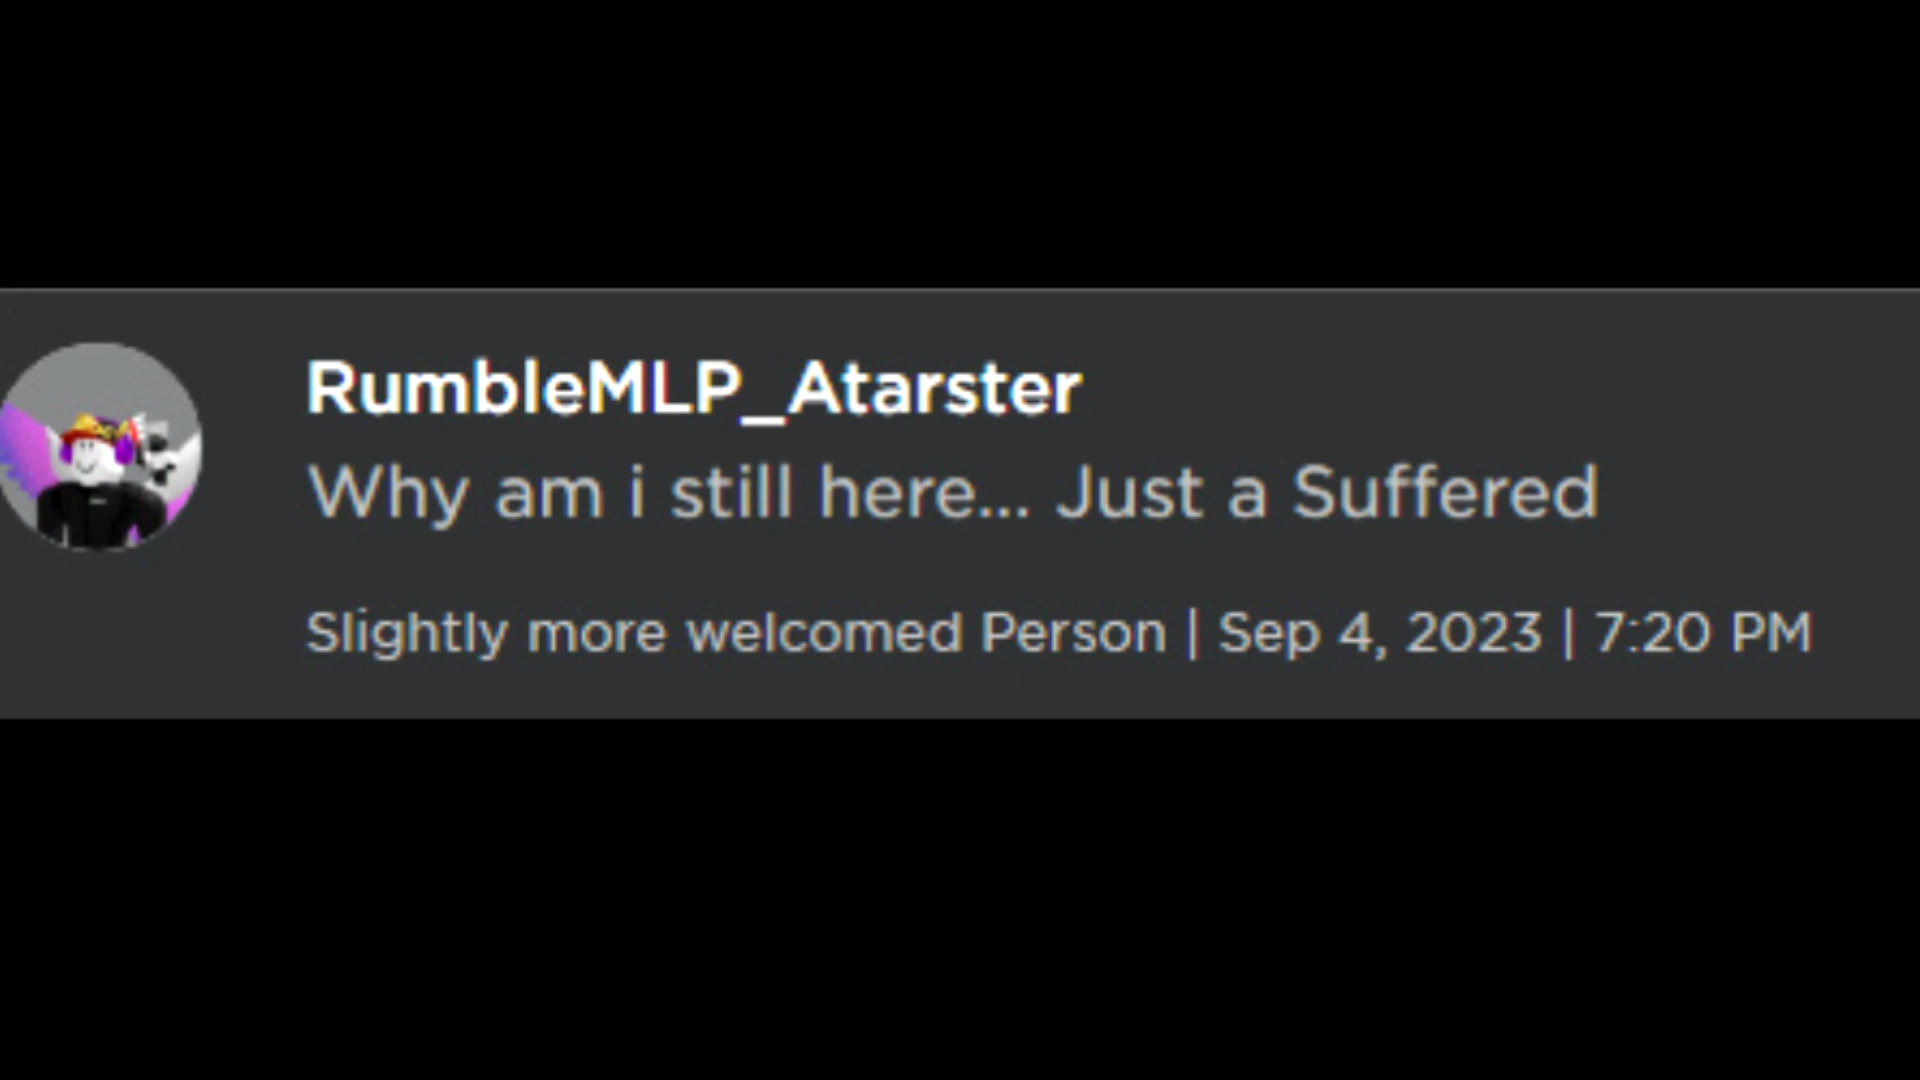 RumbleMLP_Atarster
Why am i still here... Just a Suffered
Slightly more welcomed Person | Sep 4, 2023 | 7:20 PM